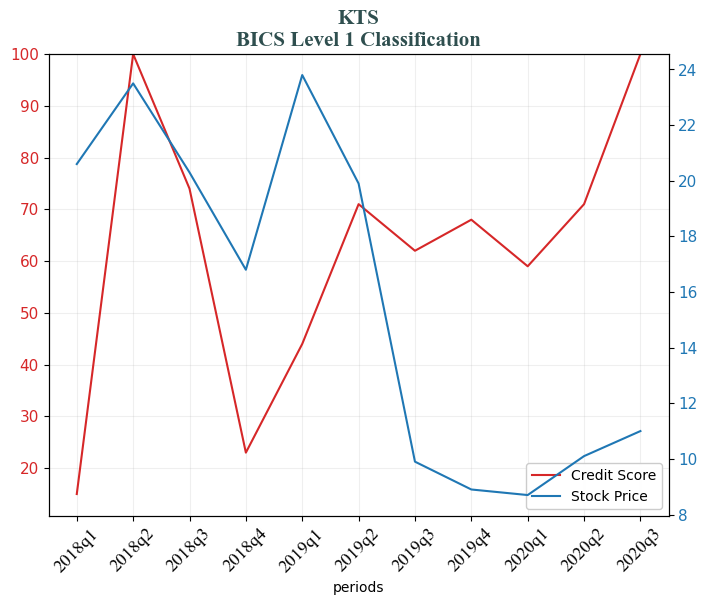 KTS
BICS Level 1 Classification
100
90
80
70
60
50
40
30
20
24
22
20
18
16
14
12
10
8
Credit Score
Stock Price
2018q1
2018q2
2018q3
2018q4
2019q1
2019q2
2019q3
2019q4
2020q1
2020q2
2020q3
periods